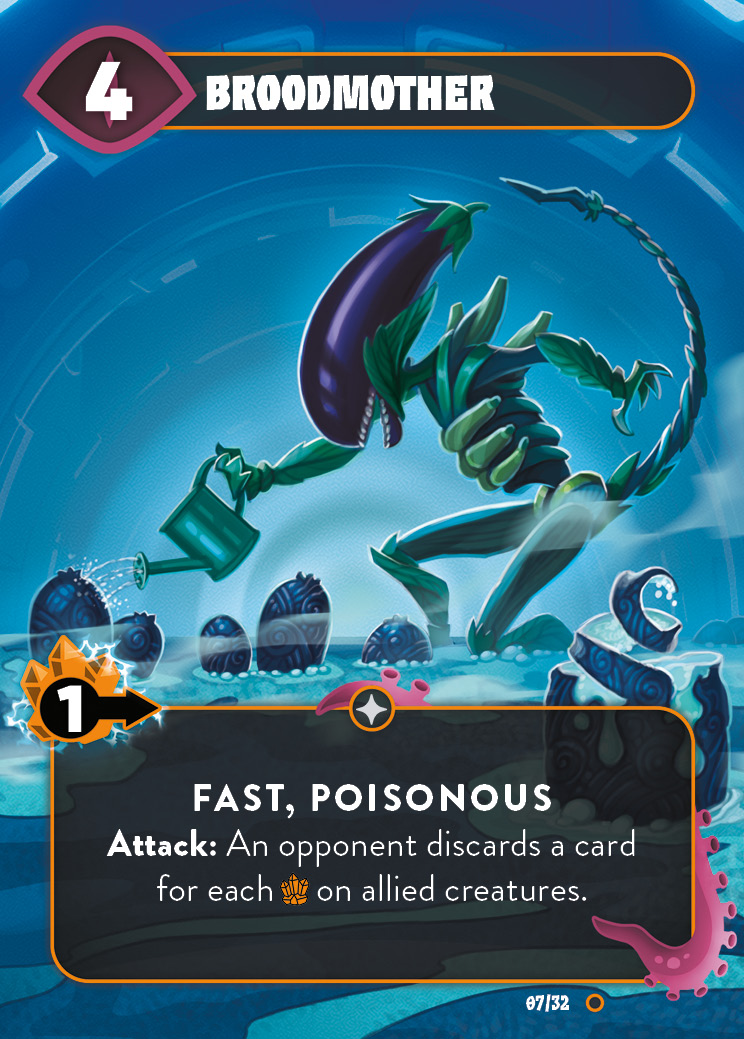 4
BROODMOTHER
1
FAST, POISONOUS
Attack: An opponent discards a card
for each on allied creatures.
07/32